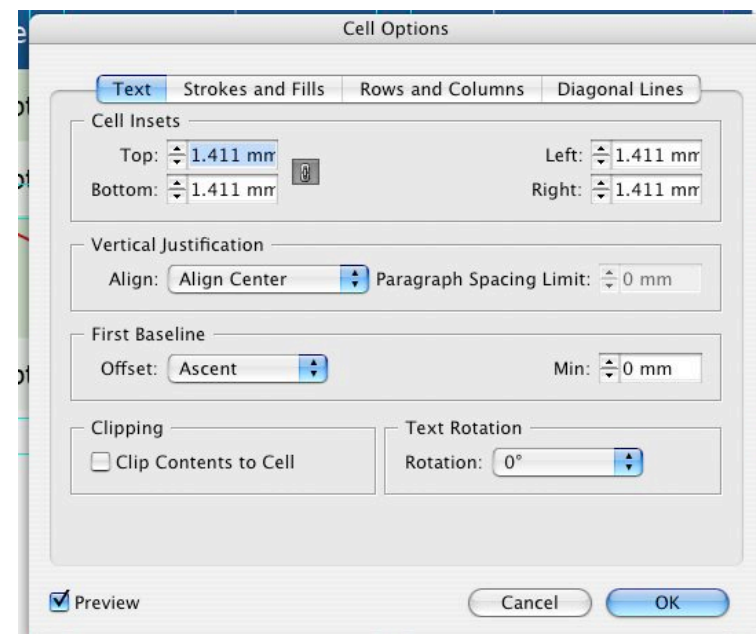 Cell Options
Text Strokes and Fills Rows and Columns Diagonal Lines
Cell Insets
Top: 1.411 mm Left: 1.411 mm
Bottom: 1.411 mm Right: 1.411 mm
Vertical Justification
Align: Align Center Paragraph Spacing Limit: 0 mm
First Baseline
Offset: Ascent Min: 0 mm
Clipping Text Rotation
Clip Contents to Cell Rotation: 0°
Preview Cancel OK